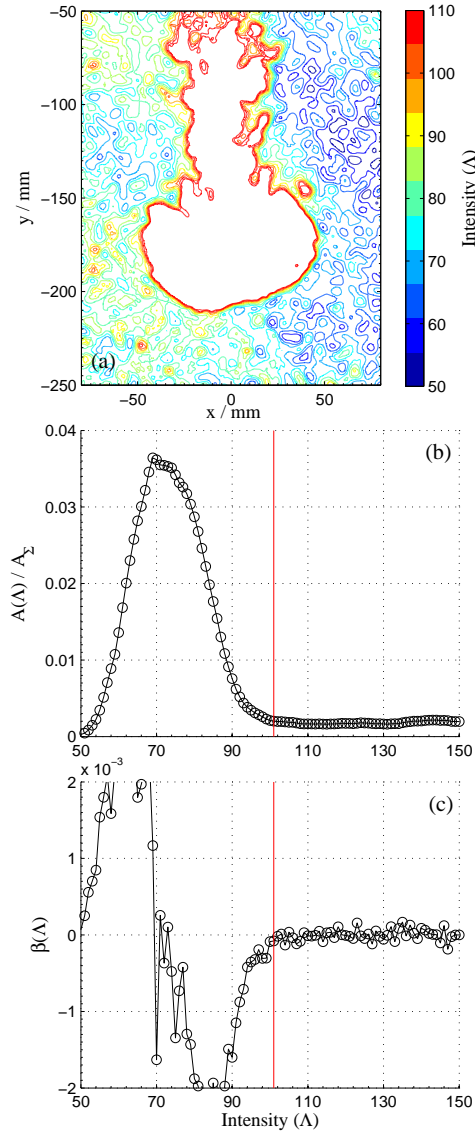 −50
−100
−150
−200
−250
y / mm
−50 0 50
x / mm
(a)
110
100
90
80
70
60
50
Intensity (Λ)
0.04
0.03
0.02
0.01
0
A(Λ) / A_Σ
(b)
50 70 90 110 130 150
x 10⁻³
2
1
0
−1
−2
β(Λ)
(c)
50 70 90 110 130 150
Intensity (Λ)